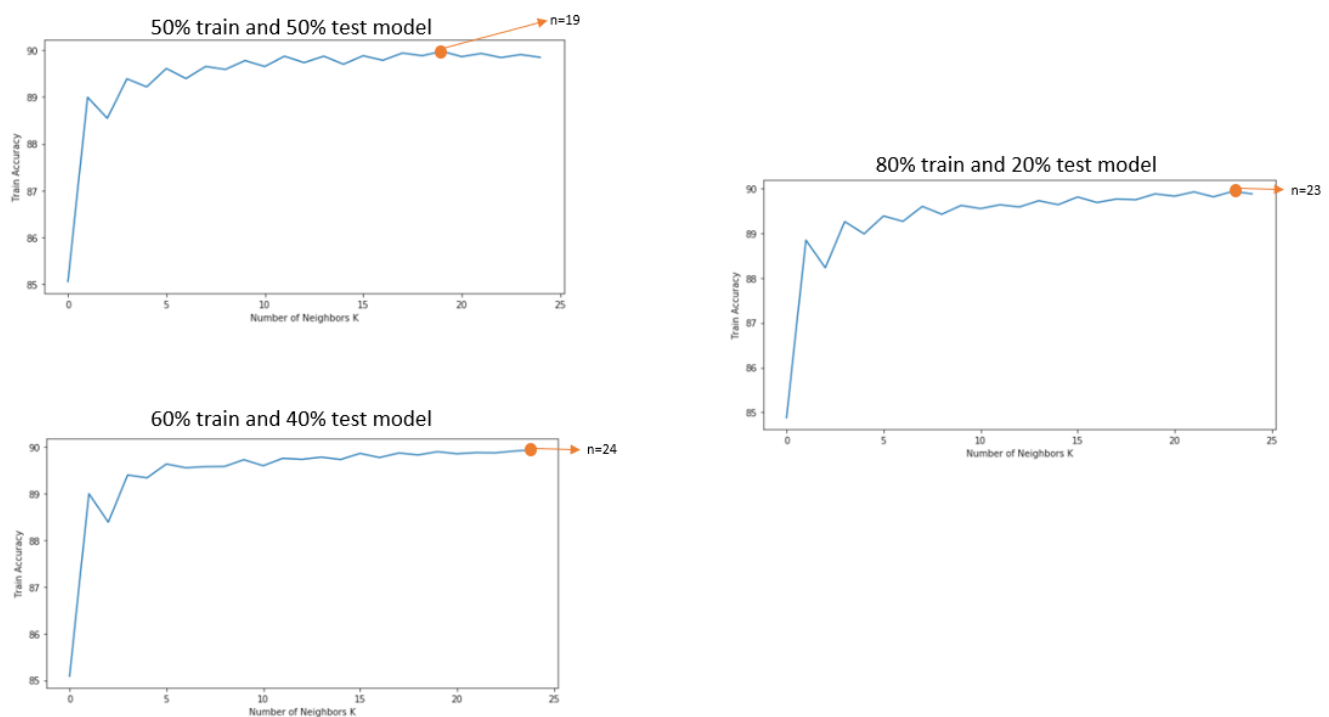 50% train and 50% test model
n=19
90
89
88
87
86
85
Train Accuracy
0 5 10 15 20 25
Number of Neighbors K
80% train and 20% test model
n=23
90
89
88
87
86
85
Train Accuracy
0 5 10 15 20 25
Number of Neighbors K
60% train and 40% test model
n=24
90
89
88
87
86
85
Train Accuracy
0 5 10 15 20 25
Number of Neighbors K